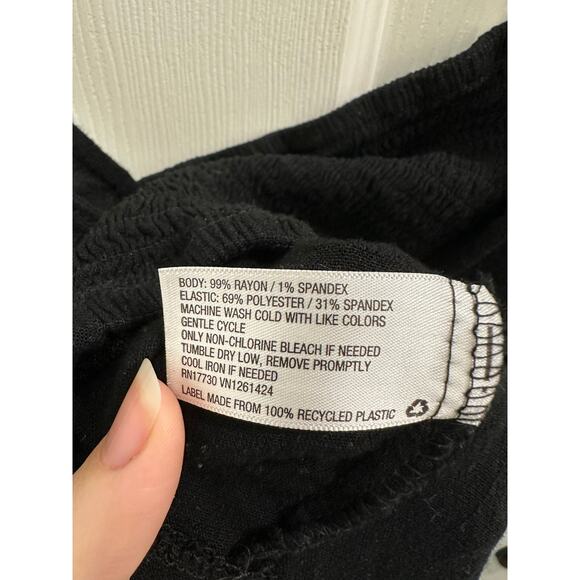 BODY: 99% RAYON / 1% SPANDEX
ELASTIC: 69% POLYESTER / 31% SPANDEX
MACHINE WASH COLD WITH LIKE COLORS
GENTLE CYCLE
ONLY NON-CHLORINE BLEACH IF NEEDED
TUMBLE DRY LOW, REMOVE PROMPTLY
COOL IRON IF NEEDED
RN17730 VN1261424
LABEL MADE FROM 100% RECYCLED PLASTIC